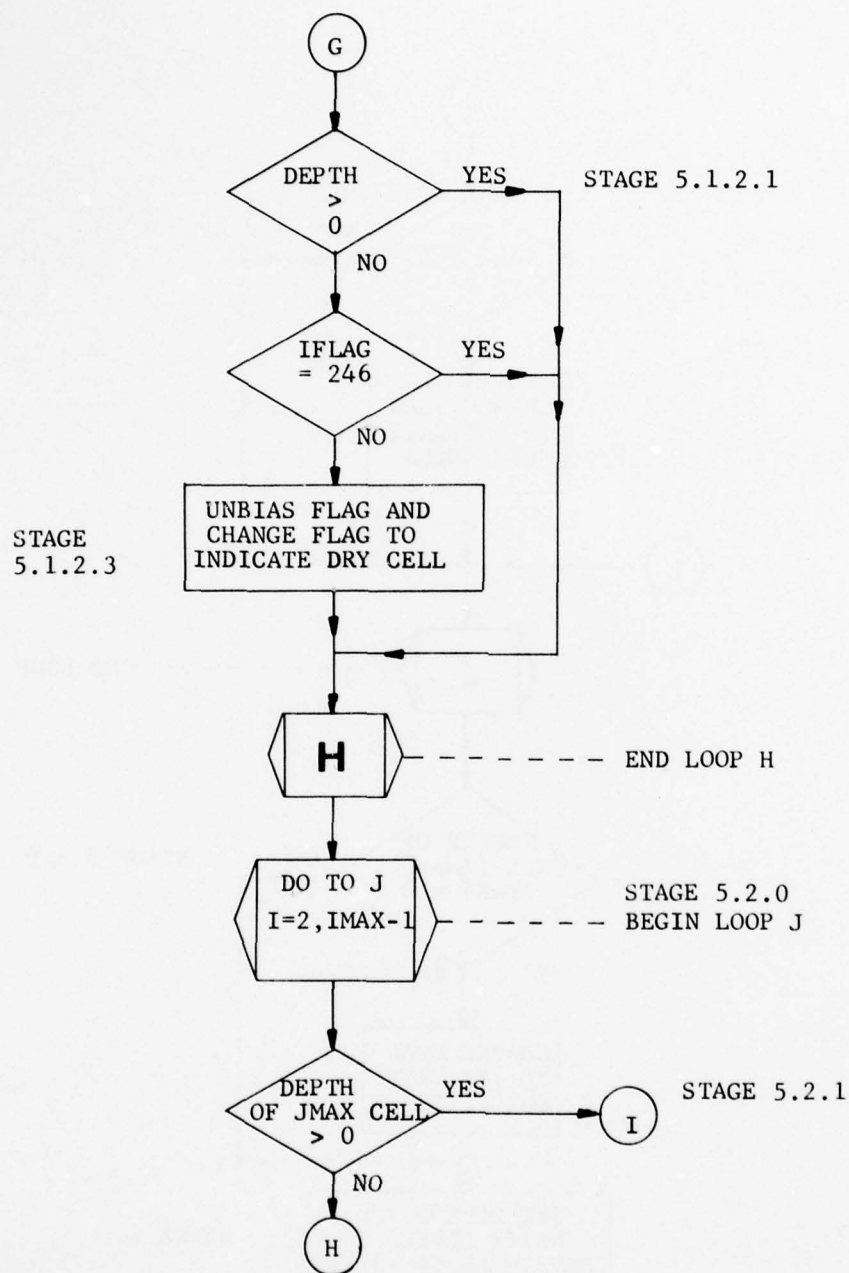 G
DEPTH
>
0
YES
STAGE 5.1.2.1
NO
IFLAG
= 246
YES
NO
UNBIAS FLAG AND
CHANGE FLAG TO
INDICATE DRY CELL
STAGE
5.1.2.3
H
END LOOP H
DO TO J
I=2,IMAX-1
STAGE 5.2.0
BEGIN LOOP J
DEPTH
OF JMAX CELL
> 0
YES
I
STAGE 5.2.1
NO
H